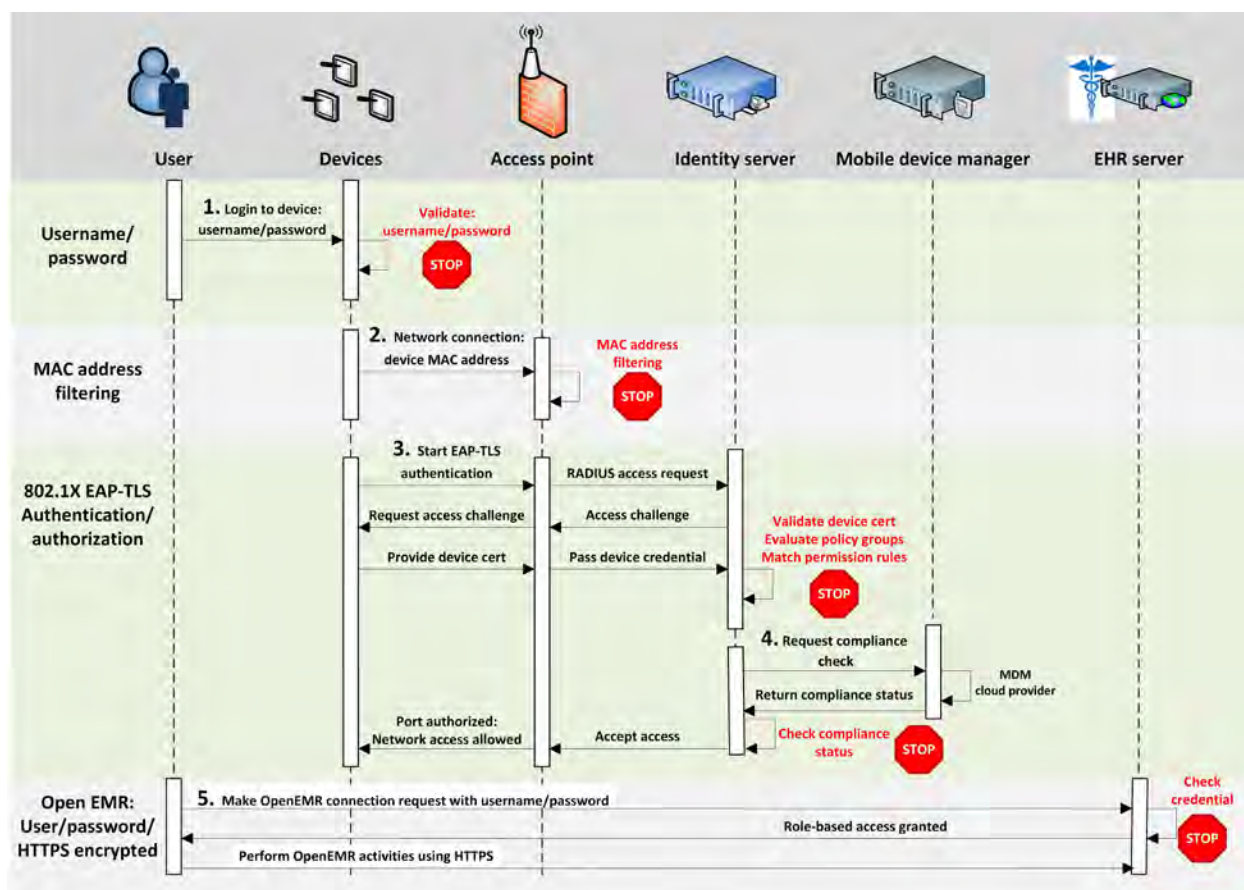 User
Devices
Access point
Identity server
Mobile device manager
EHR server
Username/
password
1. Login to device:
username/password
Validate:
username/password
STOP
MAC address
filtering
2. Network connection:
device MAC address
MAC address
filtering
STOP
802.1X EAP-TLS
Authentication/
authorization
3. Start EAP-TLS
authentication
RADIUS access request
Request access challenge
Access challenge
Provide device cert
Pass device credential
Validate device cert
Evaluate policy groups
Match permission rules
STOP
4. Request compliance
check
MDM
cloud provider
Return compliance status
Port authorized:
Network access allowed
Accept access
Check compliance
status
STOP
Open EMR:
User/password/
HTTPS encrypted
5. Make OpenEMR connection request with username/password
Check
credential
STOP
Role-based access granted
Perform OpenEMR activities using HTTPS